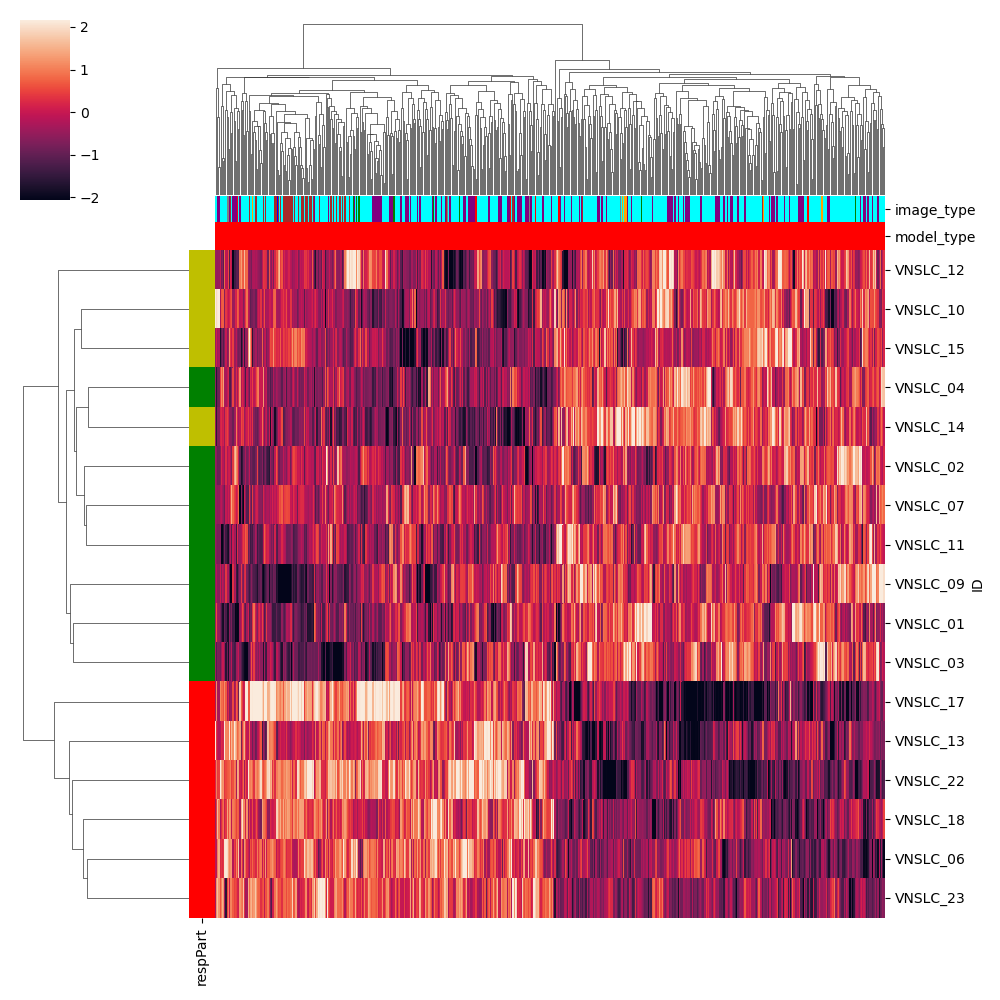 2
1
0
−1
−2
image_type
model_type
VNSLC_12
VNSLC_10
VNSLC_15
VNSLC_04
VNSLC_14
VNSLC_02
VNSLC_07
VNSLC_11
VNSLC_09
VNSLC_01
VNSLC_03
VNSLC_17
VNSLC_13
VNSLC_22
VNSLC_18
VNSLC_06
VNSLC_23
ID
respPart